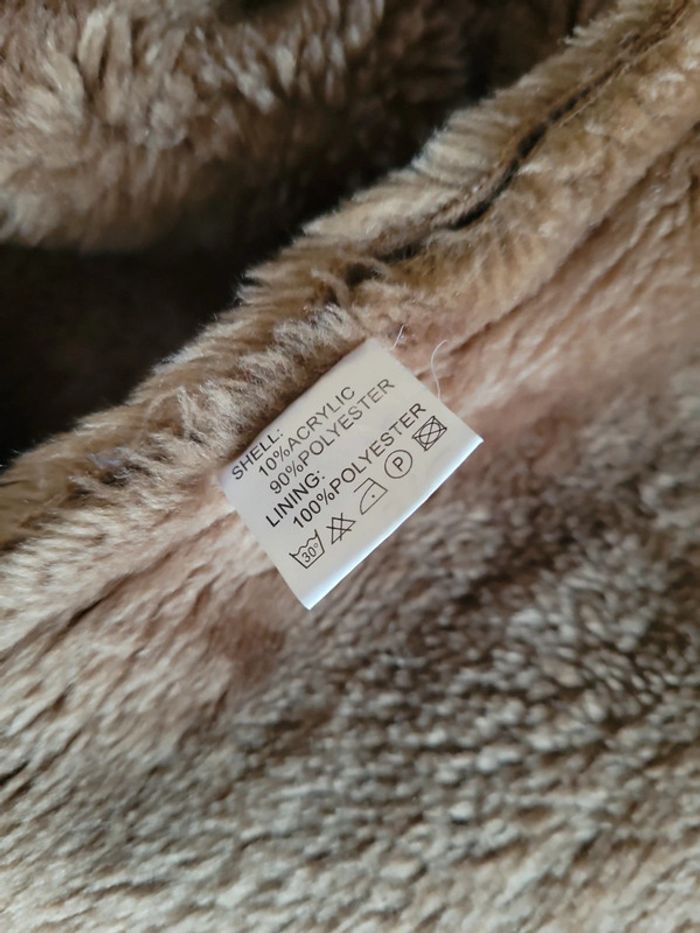 SHELL:
10%ACRYLIC
90%POLYESTER
LINING:
100%POLYESTER
30° P